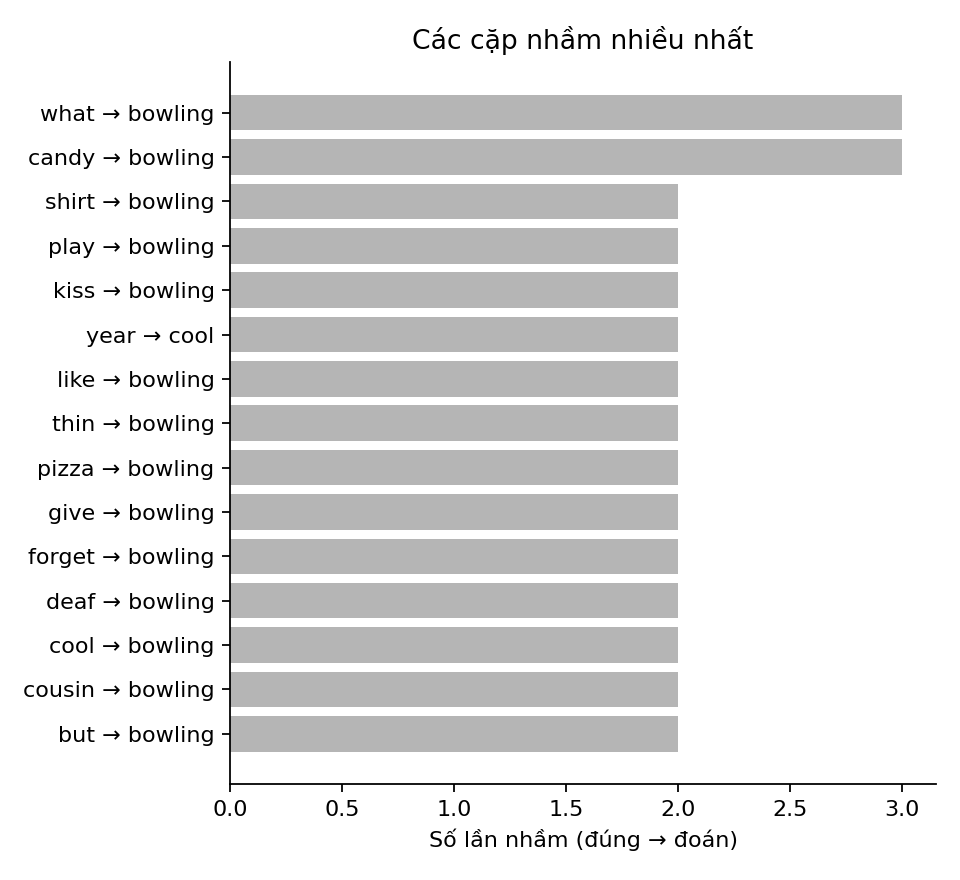 Các cặp nhầm nhiều nhất
what → bowling
candy → bowling
shirt → bowling
play → bowling
kiss → bowling
year → cool
like → bowling
thin → bowling
pizza → bowling
give → bowling
forget → bowling
deaf → bowling
cool → bowling
cousin → bowling
but → bowling
0.0 0.5 1.0 1.5 2.0 2.5 3.0
Số lần nhầm (đúng → đoán)